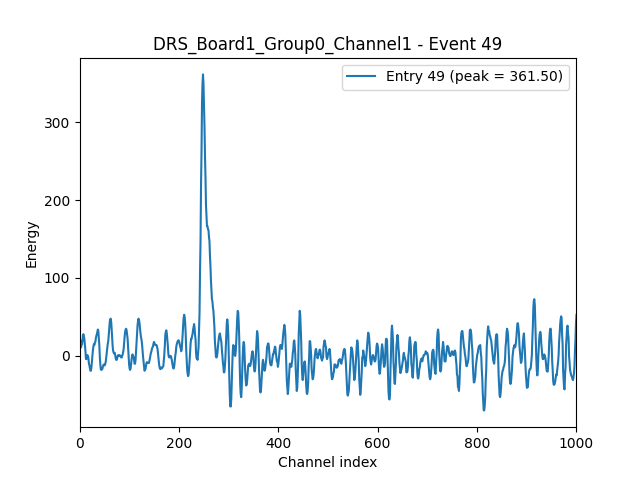 DRS_Board1_Group0_Channel1 - Event 49
Entry 49 (peak = 361.50)
Energy
300
200
100
0
0 200 400 600 800 1000
Channel index